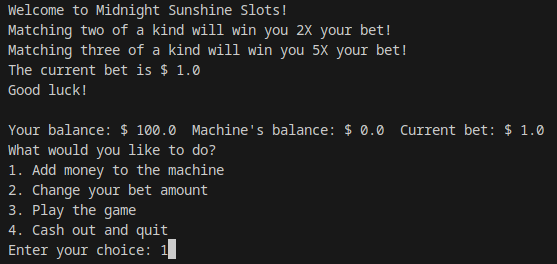 Welcome to Midnight Sunshine Slots!
Matching two of a kind will win you 2X your bet!
Matching three of a kind will win you 5X your bet!
The current bet is $ 1.0
Good luck!

Your balance: $ 100.0  Machine's balance: $ 0.0  Current bet: $ 1.0
What would you like to do?
1. Add money to the machine
2. Change your bet amount
3. Play the game
4. Cash out and quit
Enter your choice: 1